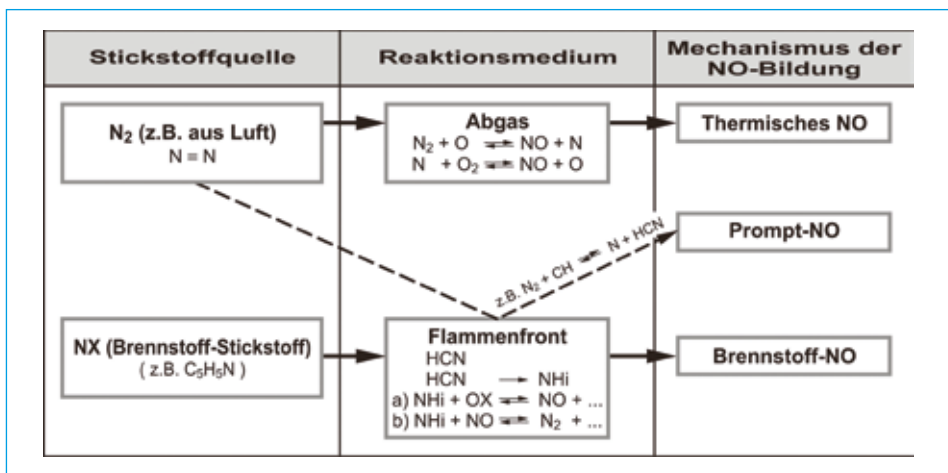 Stickstoffquelle
Reaktionsmedium
Mechanismus der
NO-Bildung
N₂ (z.B. aus Luft)
N = N
Abgas
N₂ + O ⇌ NO + N
N + O₂ ⇌ NO + O
Thermisches NO
z.B. N₂ + CH ⇌ N + HCN
Prompt-NO
NX (Brennstoff-Stickstoff)
( z.B. C₅H₅N )
Flammenfront
HCN
HCN → NHi
a) NHi + OX ⇌ NO + ...
b) NHi + NO ⇌ N₂ + ...
Brennstoff-NO